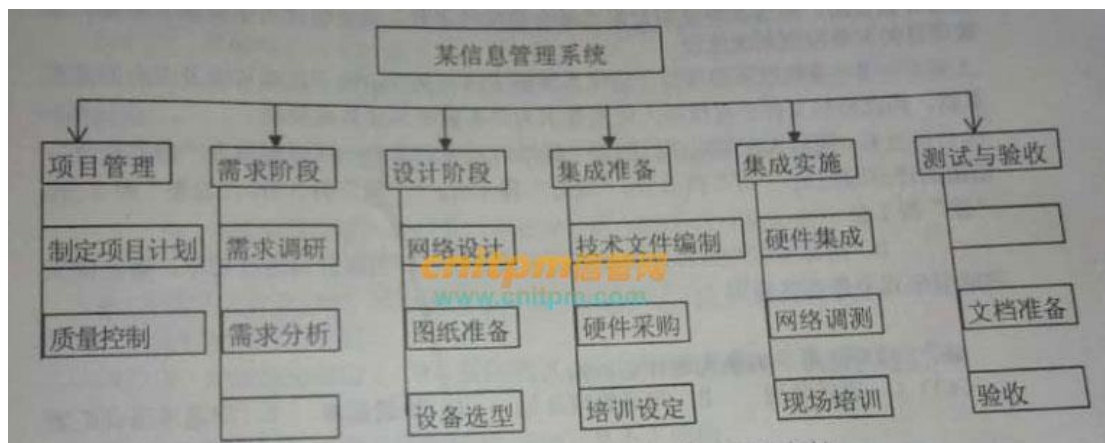 某信息管理系统
项目管理
需求阶段
设计阶段
集成准备
集成实施
测试与验收
制定项目计划
需求调研
网络设计
技术文件编制
硬件集成
cnitpm信管网
www.cnitpm.com
质量控制
需求分析
图纸准备
硬件采购
网络调测
文档准备
设备选型
培训设定
现场培训
验收